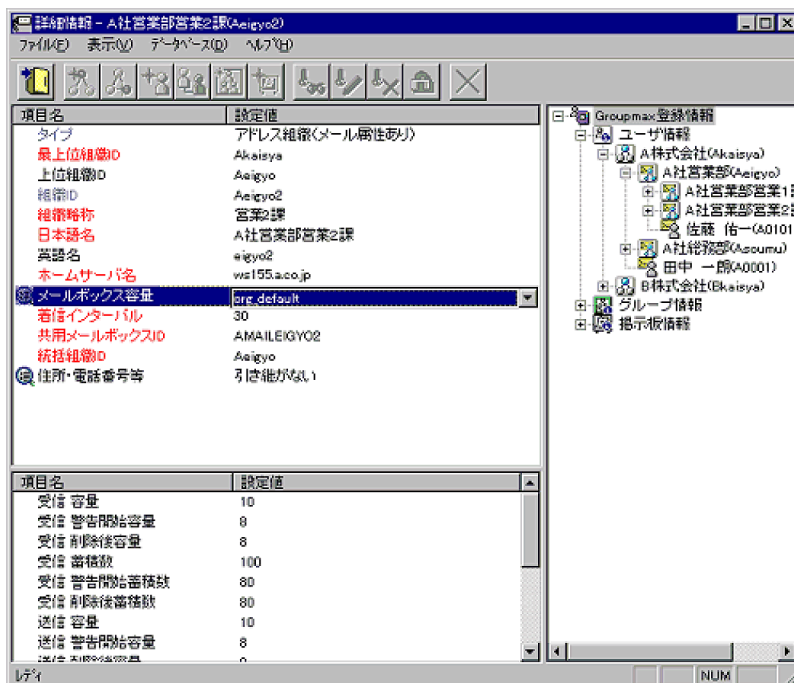 詳細情報 - A社営業部営業2課(Aeigyo2)
ファイル(F) 表示(V) データベース(D) ヘルプ(H)
項目名 設定値
タイプ アドレス組織(メール属性あり)
最上位組織ID Akaisya
上位組織ID Aeigyo
組織ID Aeigyo2
組織略称 営業2課
日本語名 A社営業部営業2課
英語名 eigyo2
ホームサーバ名 ws155.a.co.jp
メールボックス容量 org_default
着信インターバル 30
共用メールボックスID AMAILEIGYO2
統括組織ID Aeigyo
住所・電話番号等 引き継がない
項目名 設定値
受信 容量 10
受信 警告開始容量 8
受信 削除後容量 8
受信 蓄積数 100
受信 警告開始蓄積数 80
受信 削除後蓄積数 80
送信 容量 10
送信 警告開始容量 8
送信 削除後容量 8
Groupmax登録情報
ユーザ情報
A株式会社(Akaisya)
A社営業部(Aeigyo)
A社営業部営業1
A社営業部営業2
佐藤 佑一(A0101
A社総務部(Asoumu)
田中 一郎(A0001)
B株式会社(Bkaisya)
グループ情報
掲示板情報
レディ NUM